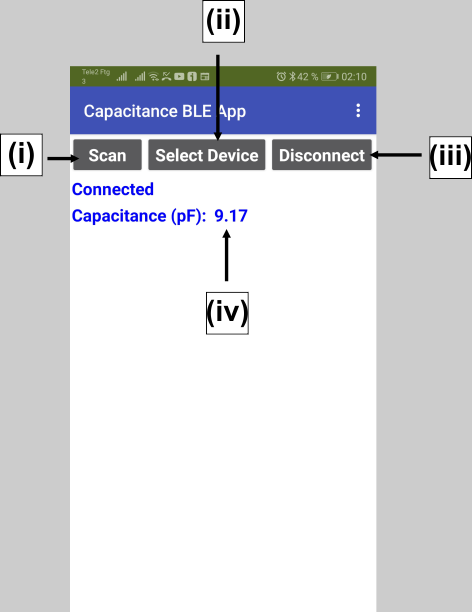 (ii)
Tele2 Ftg
3
42 % 02:10
Capacitance BLE App
(i)
Scan Select Device Disconnect
(iii)
Connected
Capacitance (pF): 9.17
(iv)